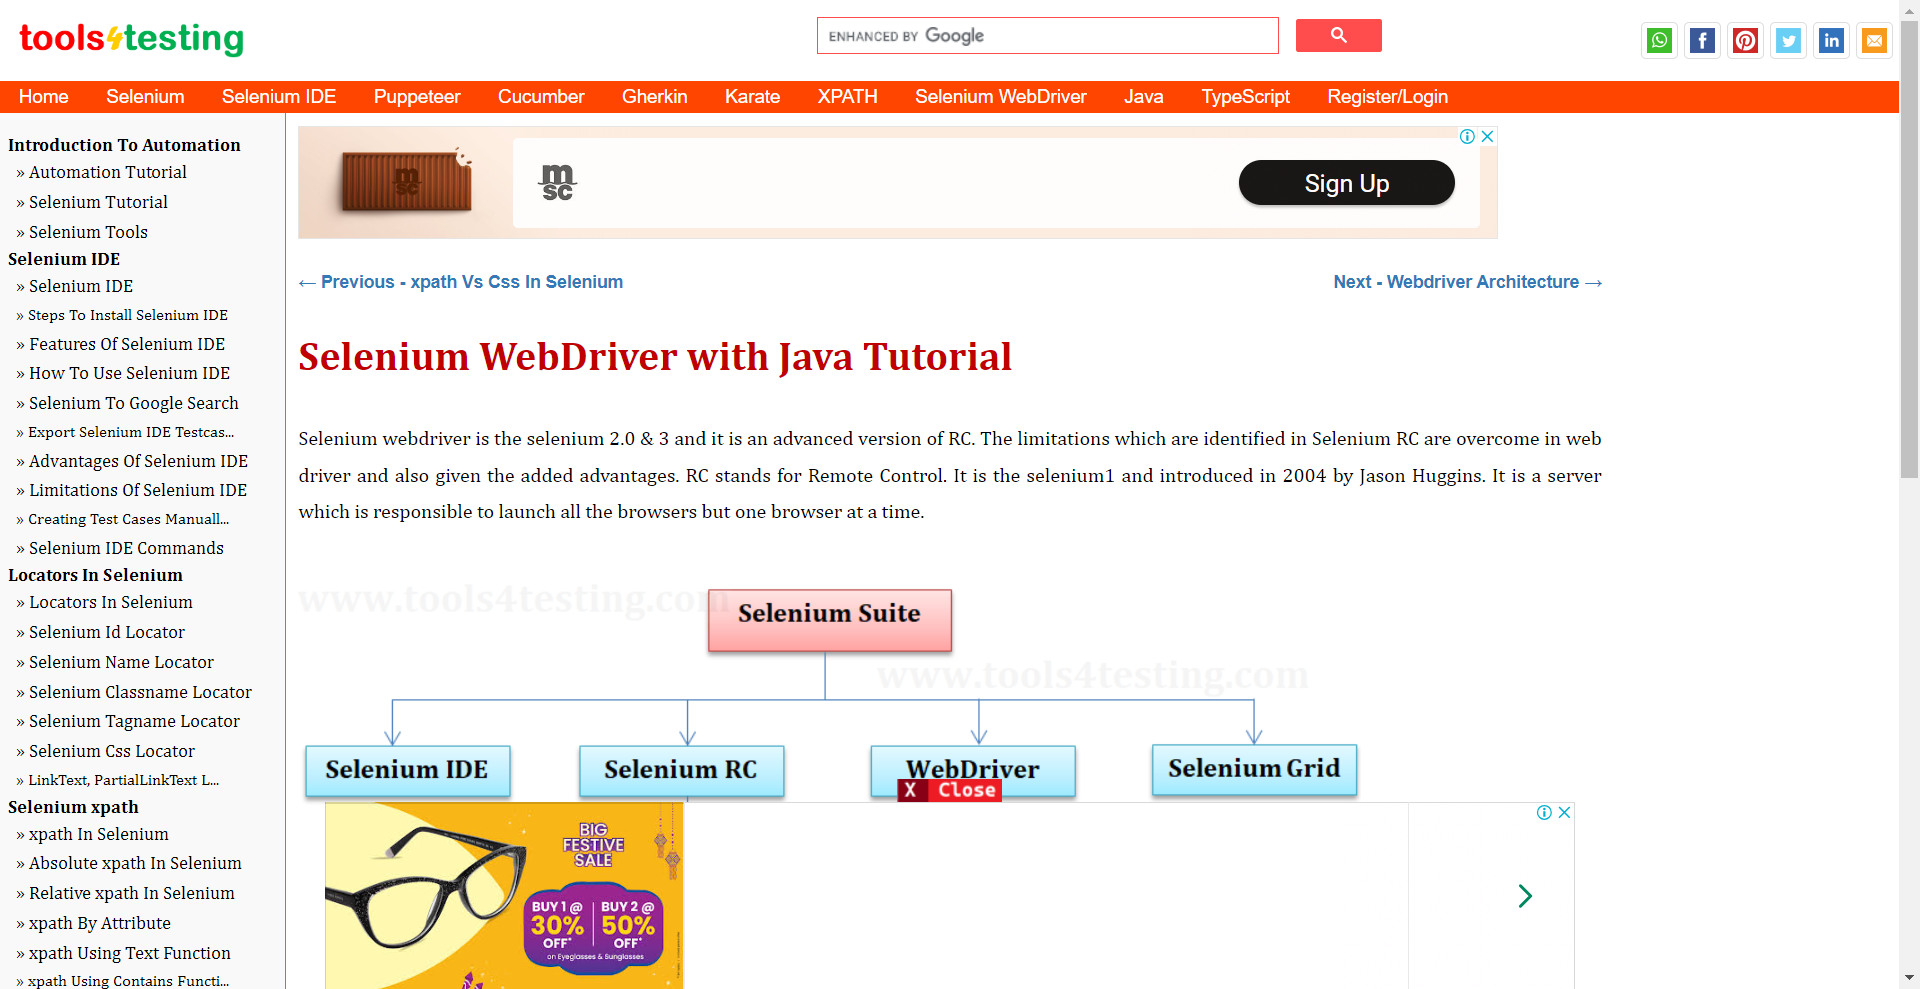 tools4testing
ENHANCED BY Google
Home Selenium Selenium IDE Puppeteer Cucumber Gherkin Karate XPATH Selenium WebDriver Java TypeScript Register/Login
Introduction To Automation
» Automation Tutorial
» Selenium Tutorial
» Selenium Tools
Selenium IDE
» Selenium IDE
» Steps To Install Selenium IDE
» Features Of Selenium IDE
» How To Use Selenium IDE
» Selenium To Google Search
» Export Selenium IDE Testcas...
» Advantages Of Selenium IDE
» Limitations Of Selenium IDE
» Creating Test Cases Manuall...
» Selenium IDE Commands
Locators In Selenium
» Locators In Selenium
» Selenium Id Locator
» Selenium Name Locator
» Selenium Classname Locator
» Selenium Tagname Locator
» Selenium Css Locator
» LinkText, PartialLinkText L...
Selenium xpath
» xpath In Selenium
» Absolute xpath In Selenium
» Relative xpath In Selenium
» xpath By Attribute
» xpath Using Text Function
» xpath Using Contains Functi...
msc
msc
Sign Up
← Previous - xpath Vs Css In Selenium
Next - Webdriver Architecture →
Selenium WebDriver with Java Tutorial
Selenium webdriver is the selenium 2.0 & 3 and it is an advanced version of RC. The limitations which are identified in Selenium RC are overcome in web
driver and also given the added advantages. RC stands for Remote Control. It is the selenium1 and introduced in 2004 by Jason Huggins. It is a server
which is responsible to launch all the browsers but one browser at a time.
www.tools4testing.com
Selenium Suite
www.tools4testing.com
Selenium IDE
Selenium RC
WebDriver
Selenium Grid
X Close
BIG
FESTIVE
SALE
BUY 1 @ BUY 2 @
30% 50%
OFF* OFF*
on Eyeglasses & Sunglasses